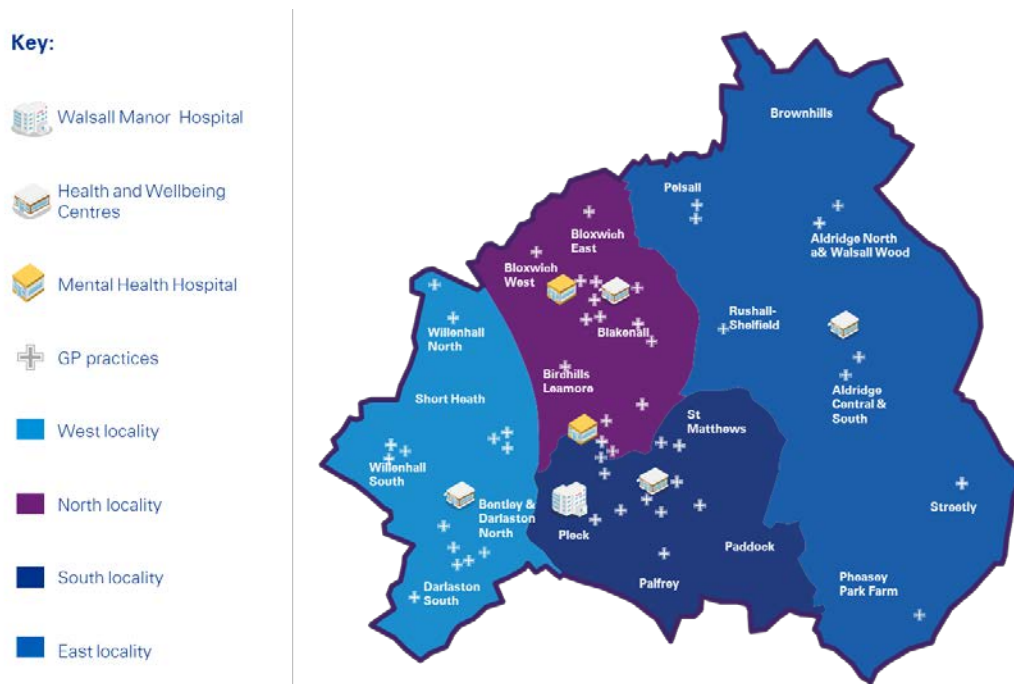 Key:
Walsall Manor Hospital
Health and Wellbeing
Centres
Mental Health Hospital
GP practices
West locality
North locality
South locality
East locality
Brownhills
Pelsall
Bloxwich
East
Aldridge North
a& Walsall Wood
Bloxwich
West
Rushall-
Shelfield
Willenhall
North
Blakenall
Birdhills
Leamore
Aldridge
Central &
South
Short Heath
St
Matthews
Willenhall
South
Bentley &
Darlaston
North
Streetly
Pleck
Paddock
Palfrey
Pheasey
Park Farm
Darlaston
South